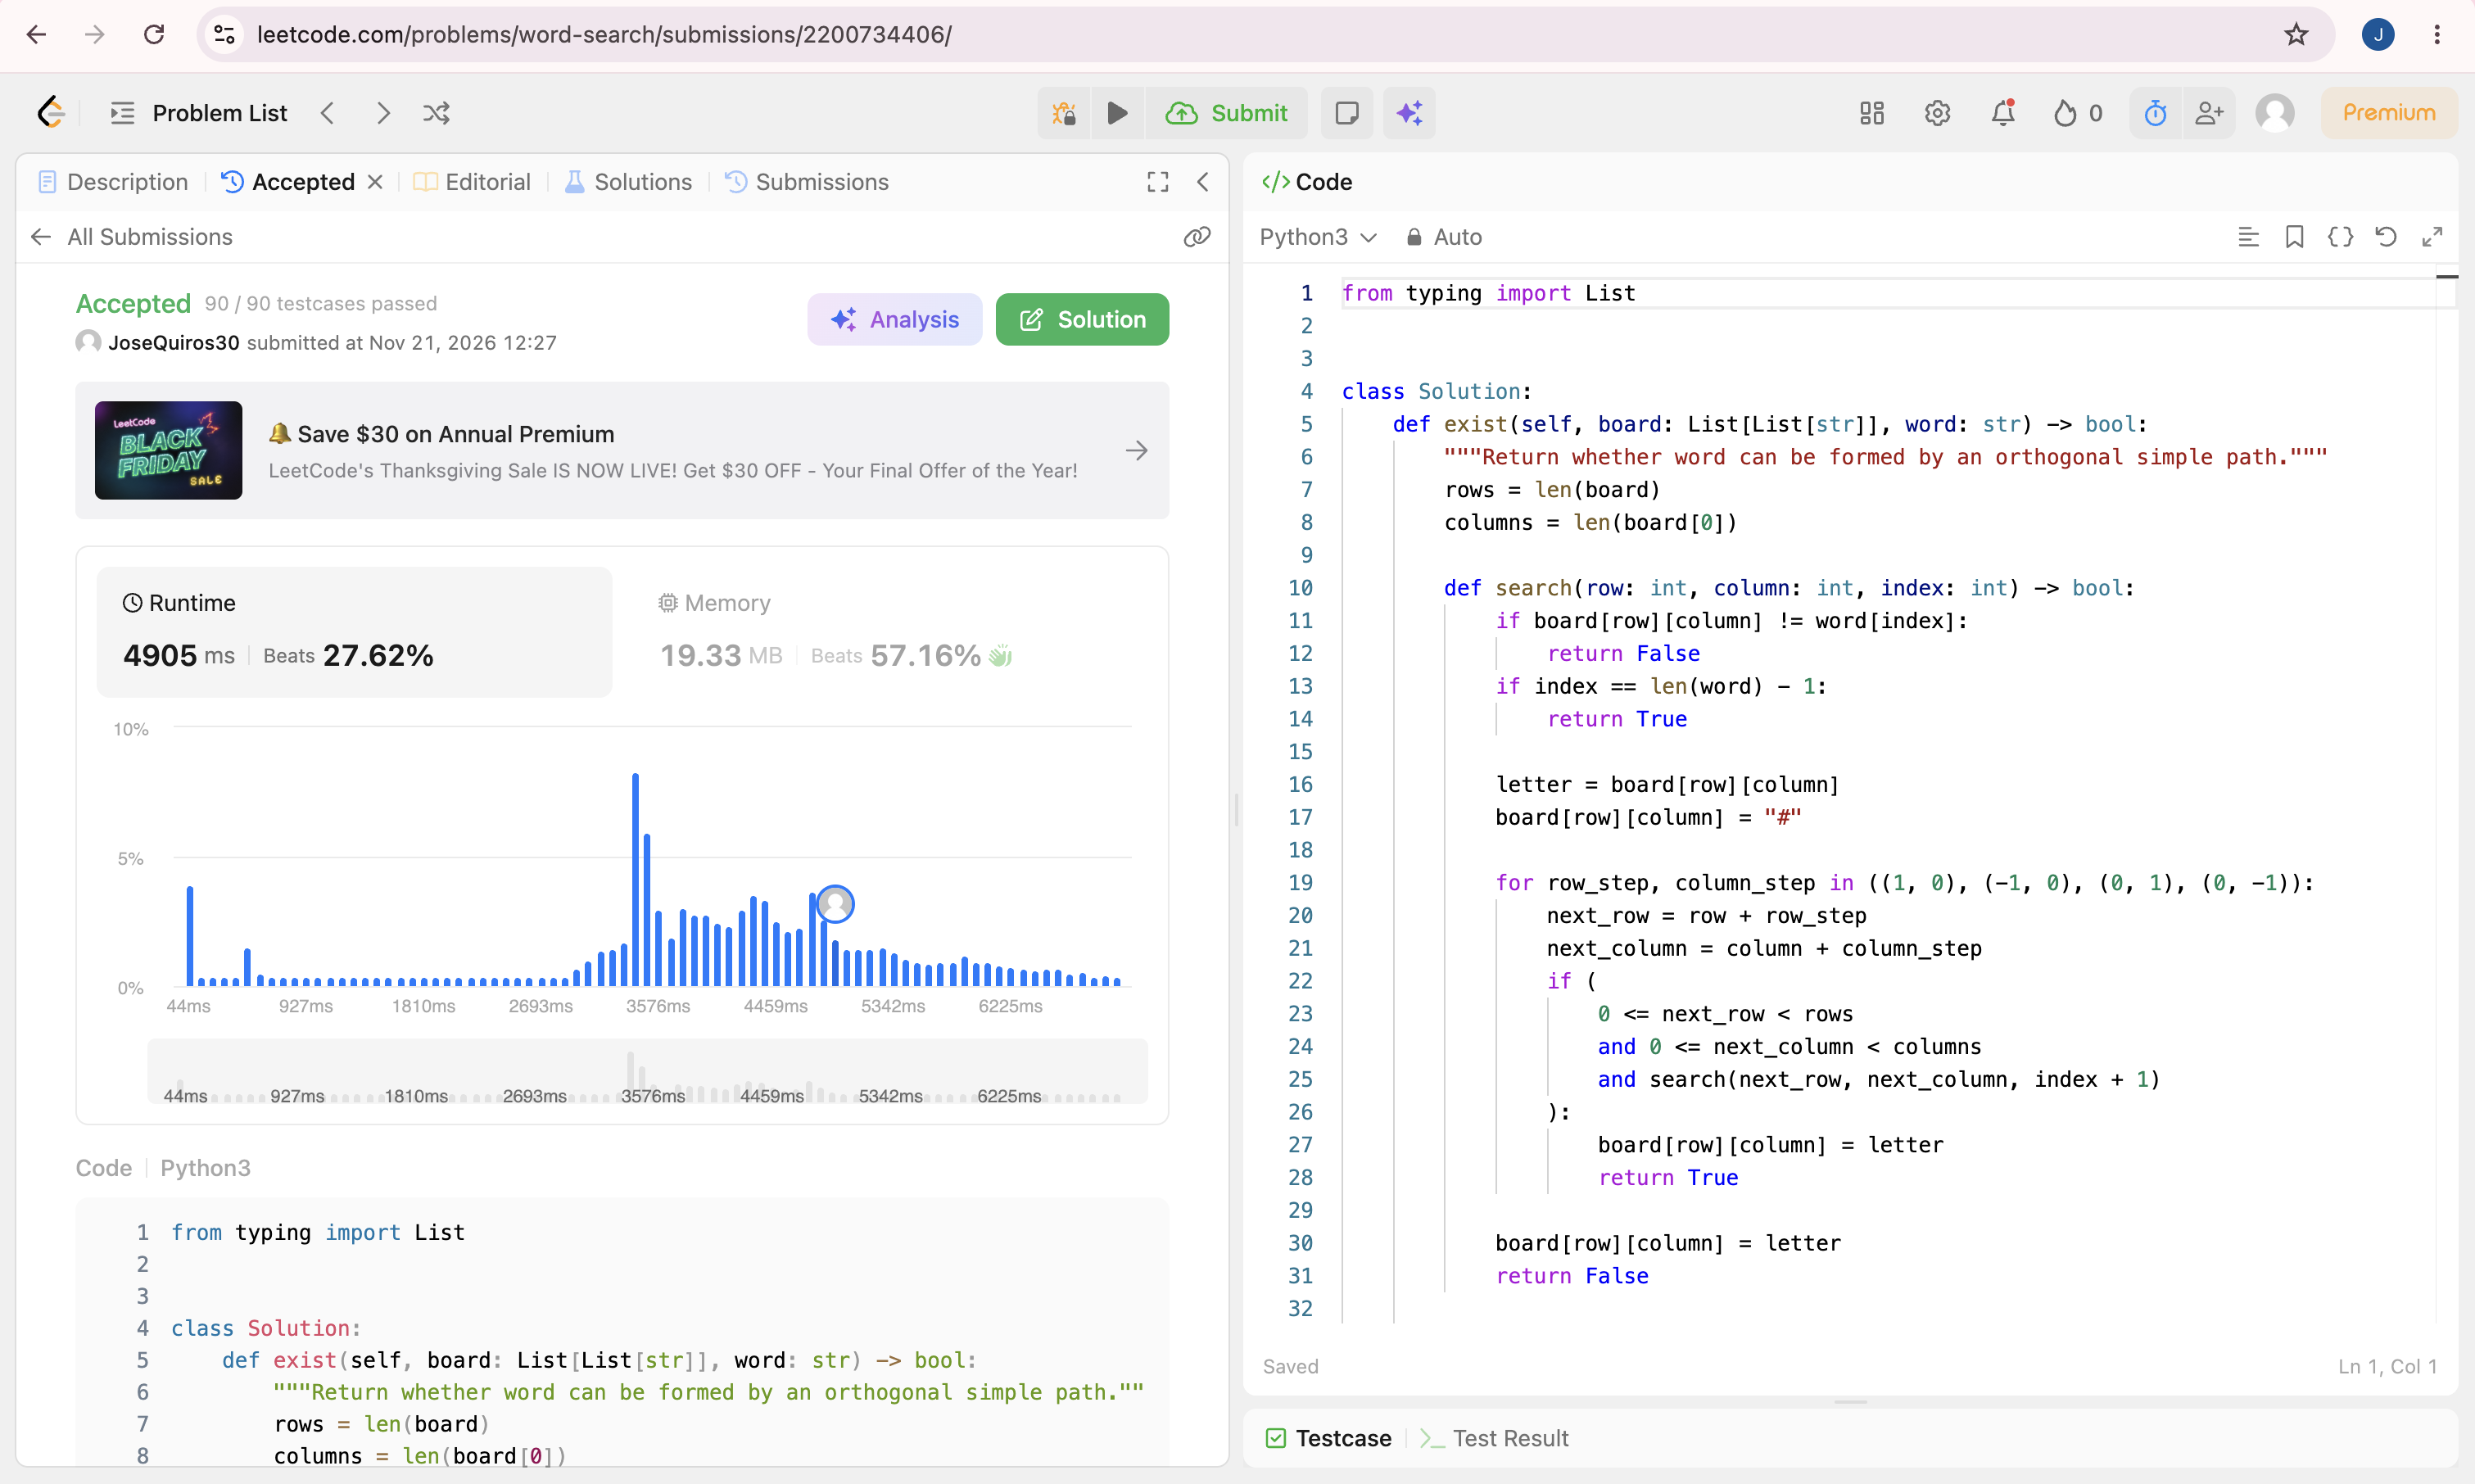 leetcode.com/problems/word-search/submissions/2200734406/
J
Problem List
Submit
0
Premium
Description
Accepted
Editorial
Solutions
Submissions
All Submissions
Accepted 90 / 90 testcases passed
JoseQuiros30 submitted at Nov 21, 2026 12:27
Analysis
Solution
LeetCode
BLACK
FRIDAY
SALE
Save $30 on Annual Premium
LeetCode's Thanksgiving Sale IS NOW LIVE! Get $30 OFF - Your Final Offer of the Year!
Runtime
4905 ms Beats 27.62%
Memory
19.33 MB Beats 57.16%
10%
5%
0%
44ms 927ms 1810ms 2693ms 3576ms 4459ms 5342ms 6225ms
44ms 927ms 1810ms 2693ms 3576ms 4459ms 5342ms 6225ms
Code Python3
1 from typing import List
2
3
4 class Solution:
5     def exist(self, board: List[List[str]], word: str) -> bool:
6         """Return whether word can be formed by an orthogonal simple path.""" 
7         rows = len(board)
8         columns = len(board[0])
</> Code
Python3 Auto
1 from typing import List
2
3
4 class Solution:
5     def exist(self, board: List[List[str]], word: str) -> bool:
6         """Return whether word can be formed by an orthogonal simple path."""
7         rows = len(board)
8         columns = len(board[0])
9
10         def search(row: int, column: int, index: int) -> bool:
11             if board[row][column] != word[index]:
12                 return False
13             if index == len(word) - 1:
14                 return True
15
16             letter = board[row][column]
17             board[row][column] = "#"
18
19             for row_step, column_step in ((1, 0), (-1, 0), (0, 1), (0, -1)):
20                 next_row = row + row_step
21                 next_column = column + column_step
22                 if (
23                     0 <= next_row < rows
24                     and 0 <= next_column < columns
25                     and search(next_row, next_column, index + 1)
26                 ):
27                     board[row][column] = letter
28                     return True
29
30             board[row][column] = letter
31             return False
32
Saved
Ln 1, Col 1
Testcase
Test Result